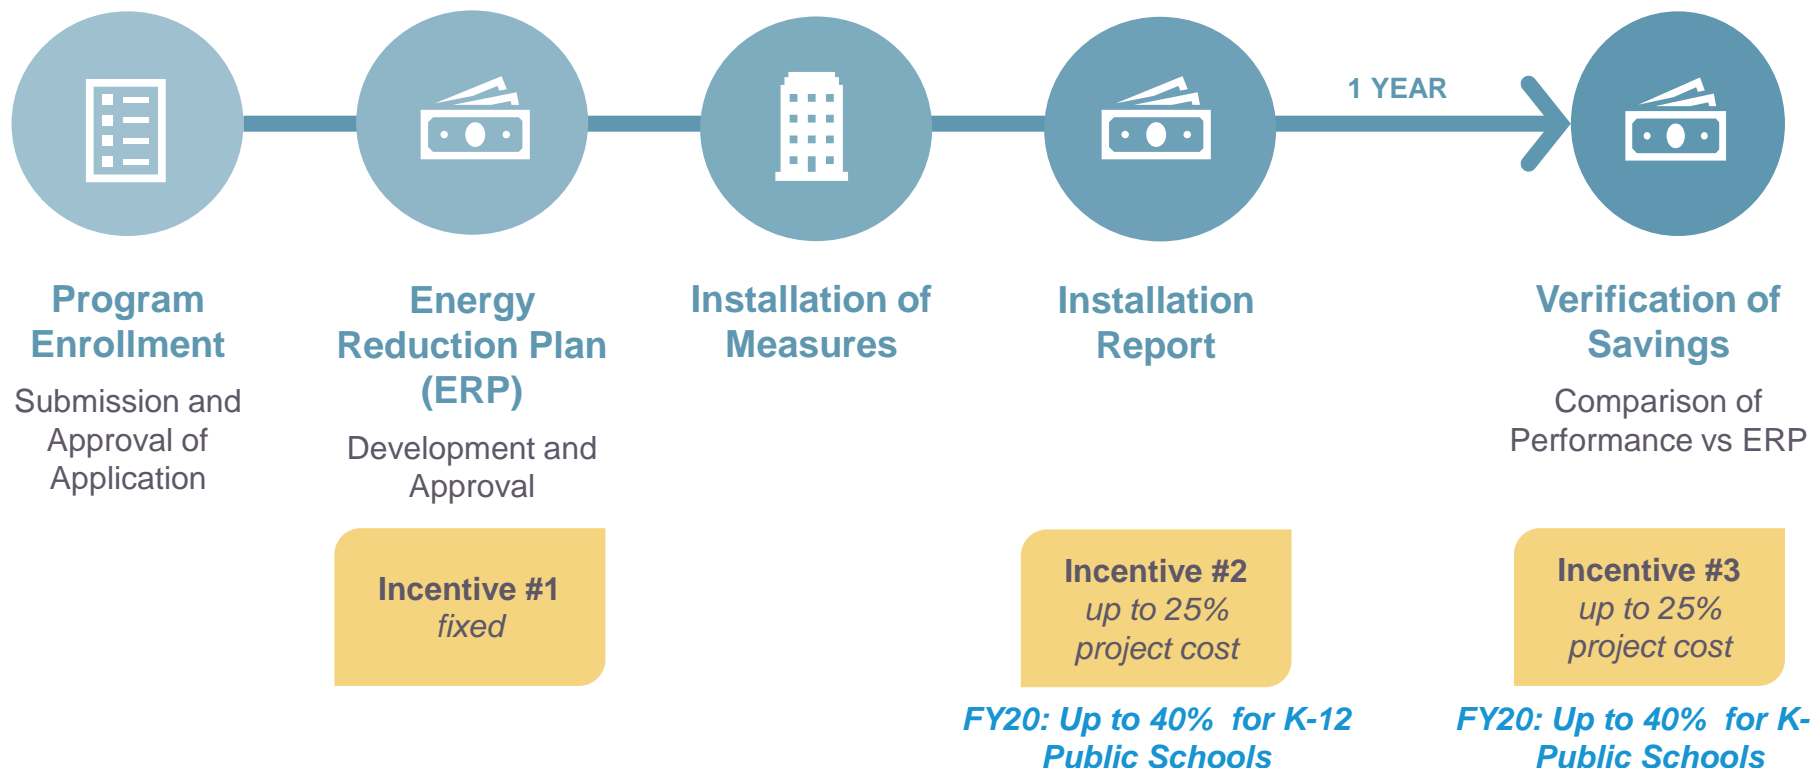 1 YEAR
Program
Enrollment
Submission and
Approval of
Application
Energy
Reduction Plan
(ERP)
Development and
Approval
Incentive #1
fixed
Installation of
Measures
Installation
Report
Incentive #2
up to 25%
project cost
FY20: Up to 40% for K-12
Public Schools
Verification of
Savings
Comparison of
Performance vs ERP
Incentive #3
up to 25%
project cost
FY20: Up to 40% for K-
Public Schools